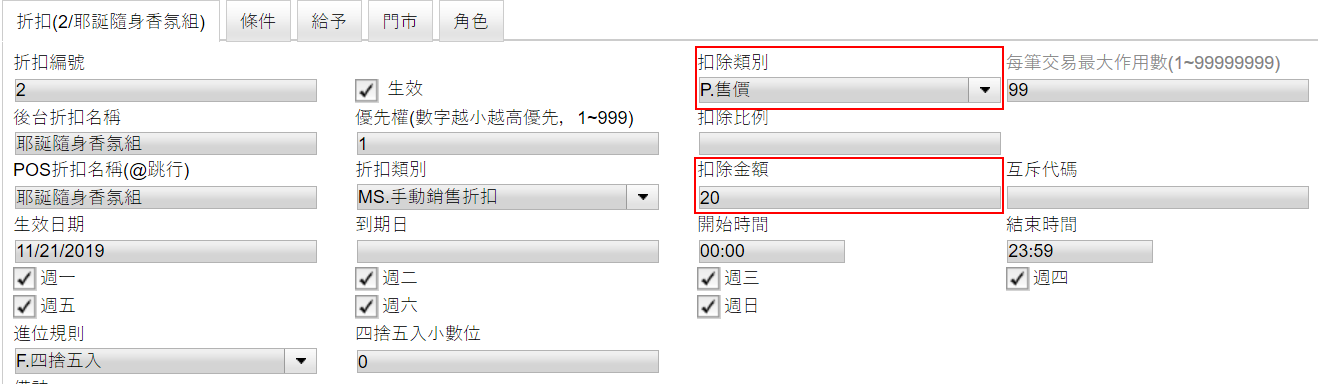 折扣(2/耶誕隨身香氛組) 條件 給予 門市 角色
折扣編號 扣除類別 每筆交易最大作用數(1~99999999)
2 生效 P.售價 99
後台折扣名稱 優先權(數字越小越高優先，1~999) 扣除比例
耶誕隨身香氛組 1
POS折扣名稱(@跳行) 折扣類別 扣除金額 互斥代碼
耶誕隨身香氛組 MS.手動銷售折扣 20
生效日期 到期日 開始時間 結束時間
11/21/2019 00:00 23:59
週一 週二 週三 週四
週五 週六 週日
進位規則 四捨五入小數位
F.四捨五入 0